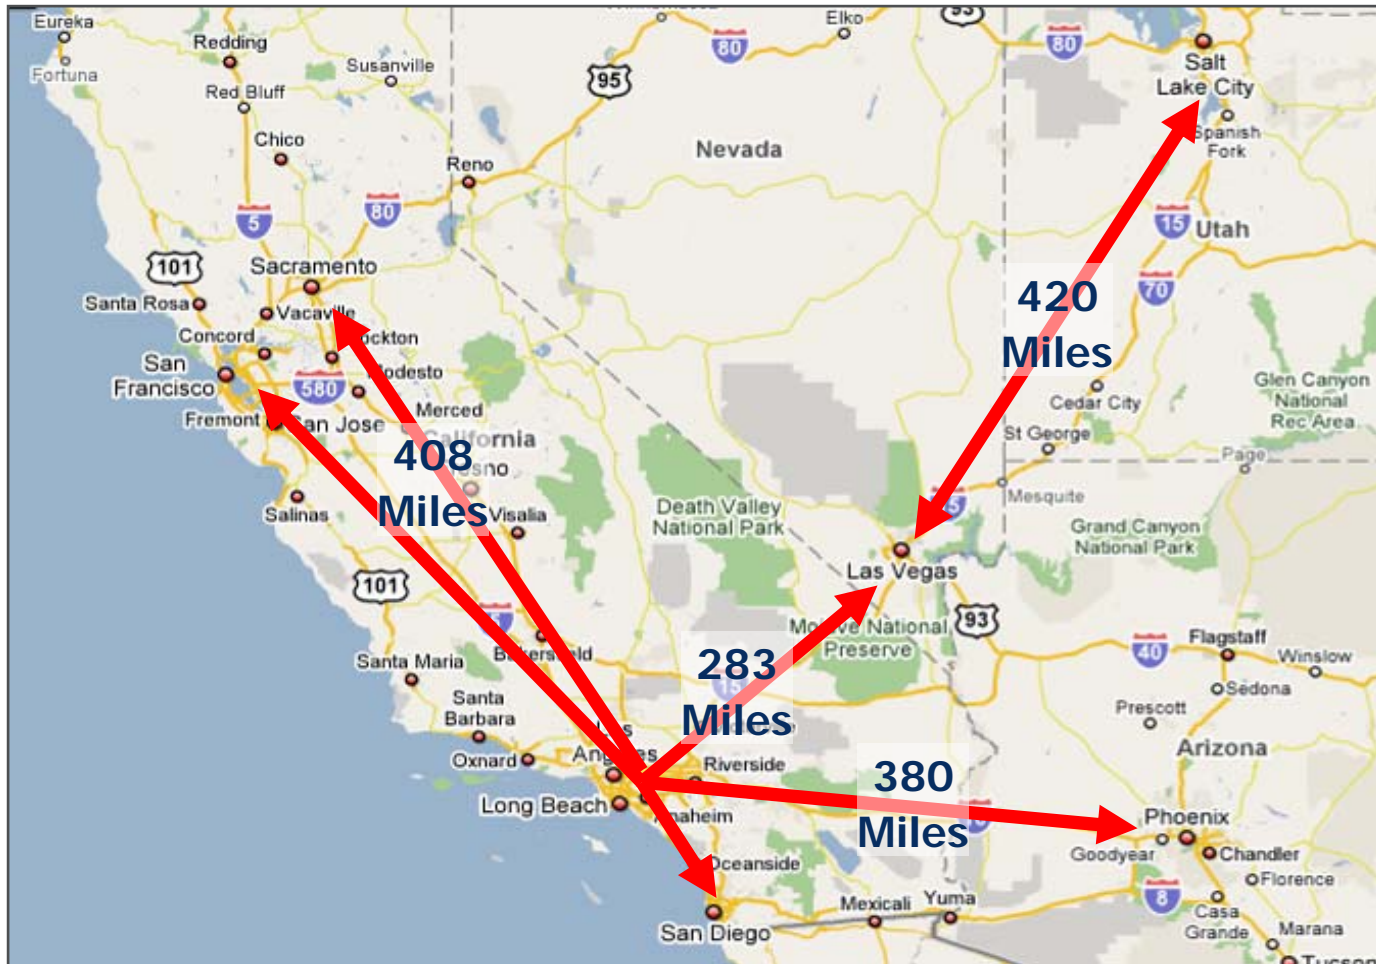 Eureka
Fortuna
Redding
Red Bluff
Susanville
Chico
Reno
Elko
95
80
93
80
Salt
Lake City
Spanish
Fork
Nevada
5
80
15
Utah
101
Sacramento
70
Santa Rosa
Vacaville
Concord
420
Miles
San
Francisco
580
Modesto
Glen Canyon
National
Rec Area
Cedar City
Fremont
San Jose
Merced
California
St George
Page
408
Miles
Salinas
Visalia
Death Valley
National Park
Mesquite
Grand Canyon
National Park
Las Vegas
101
93
Mojave National
Preserve
Bakersfield
Flagstaff
40
Winslow
Santa Maria
283
Miles
15
Sedona
Santa
Barbara
Prescott
Arizona
Oxnard
Los
Angeles
Riverside
380
Miles
Long Beach
Anaheim
Phoenix
Goodyear
Chandler
Oceanside
Florence
8
Mexicali
Yuma
Casa
Grande
Marana
San Diego
Tucson